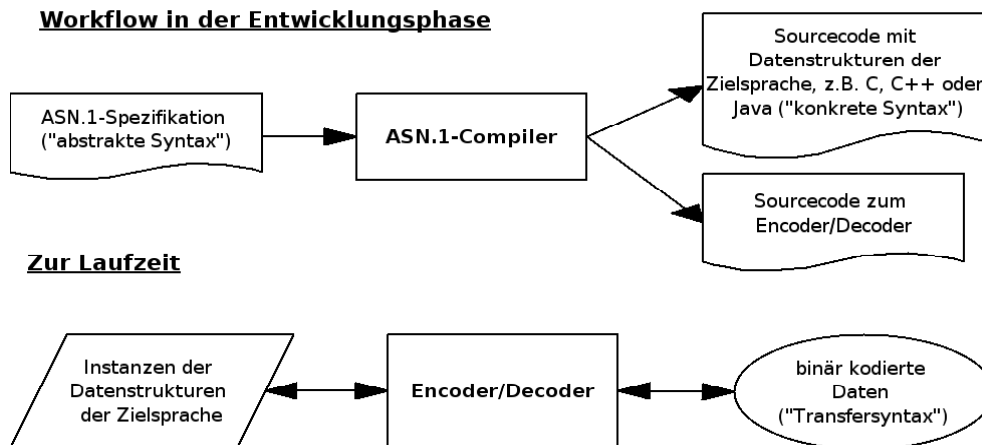 Workflow in der Entwicklungsphase
ASN.1-Spezifikation
("abstrakte Syntax")
ASN.1-Compiler
Sourcecode mit
Datenstrukturen der
Zielsprache, z.B. C, C++ oder
Java ("konkrete Syntax")
Sourcecode zum
Encoder/Decoder
Zur Laufzeit
Instanzen der
Datenstrukturen
der Zielsprache
Encoder/Decoder
binär kodierte
Daten
("Transfersyntax")